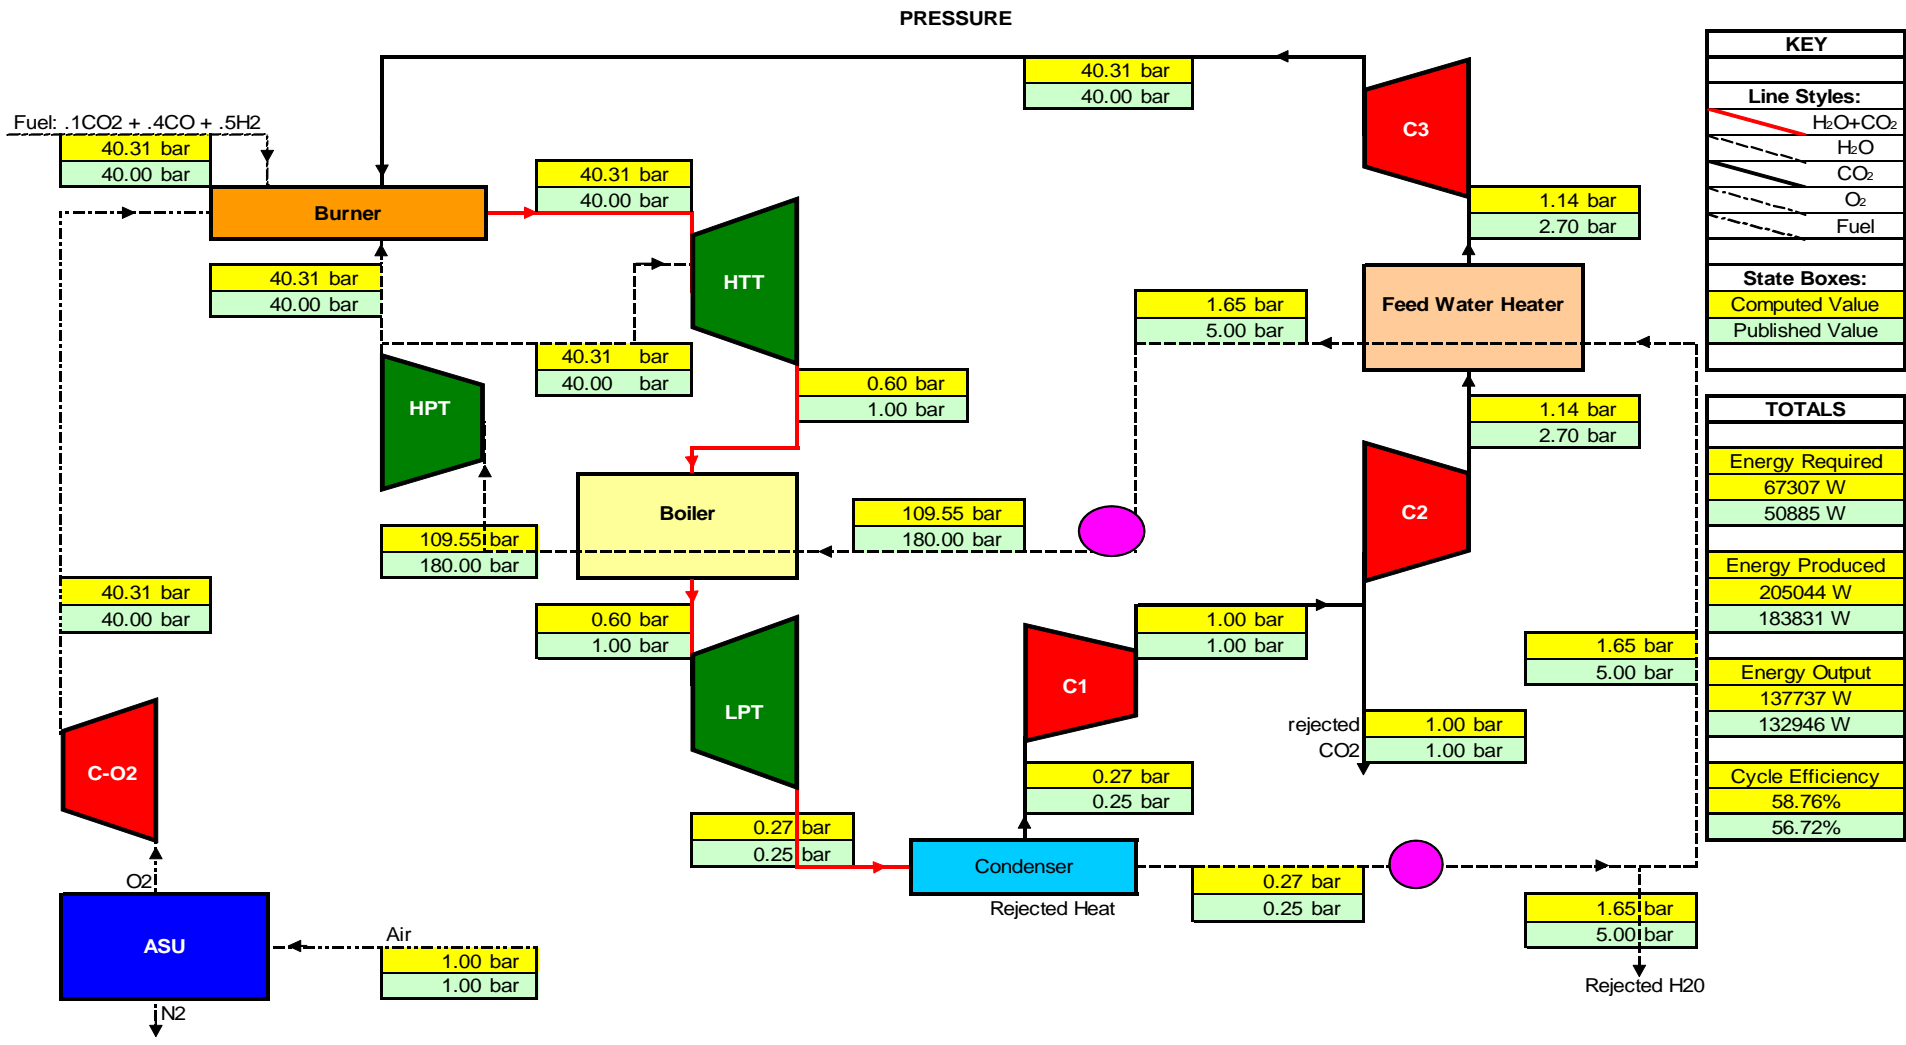 PRESSURE
KEY
Line Styles:
H2O+CO2
H2O
CO2
O2
Fuel
State Boxes:
Computed Value
Published Value
TOTALS
Energy Required
67307 W
50885 W
Energy Produced
205044 W
183831 W
Energy Output
137737 W
132946 W
Cycle Efficiency
58.76%
56.72%
Fuel: .1CO2 + .4CO + .5H2
40.31 bar
40.00 bar
Burner
40.31 bar
40.00 bar
40.31 bar
40.00 bar
C3
1.14 bar
2.70 bar
40.31 bar
40.00 bar
HTT
Feed Water Heater
1.65 bar
5.00 bar
40.31 bar
40.00 bar
HPT
0.60 bar
1.00 bar
1.14 bar
2.70 bar
Boiler
109.55 bar
180.00 bar
C2
109.55 bar
180.00 bar
40.31 bar
40.00 bar
0.60 bar
1.00 bar
1.00 bar
1.00 bar
1.65 bar
5.00 bar
C1
LPT
rejected
CO2
1.00 bar
1.00 bar
C-O2
0.27 bar
0.25 bar
0.27 bar
0.25 bar
Condenser
Rejected Heat
0.27 bar
0.25 bar
1.65 bar
5.00 bar
Rejected H20
O2
ASU
Air
1.00 bar
1.00 bar
N2